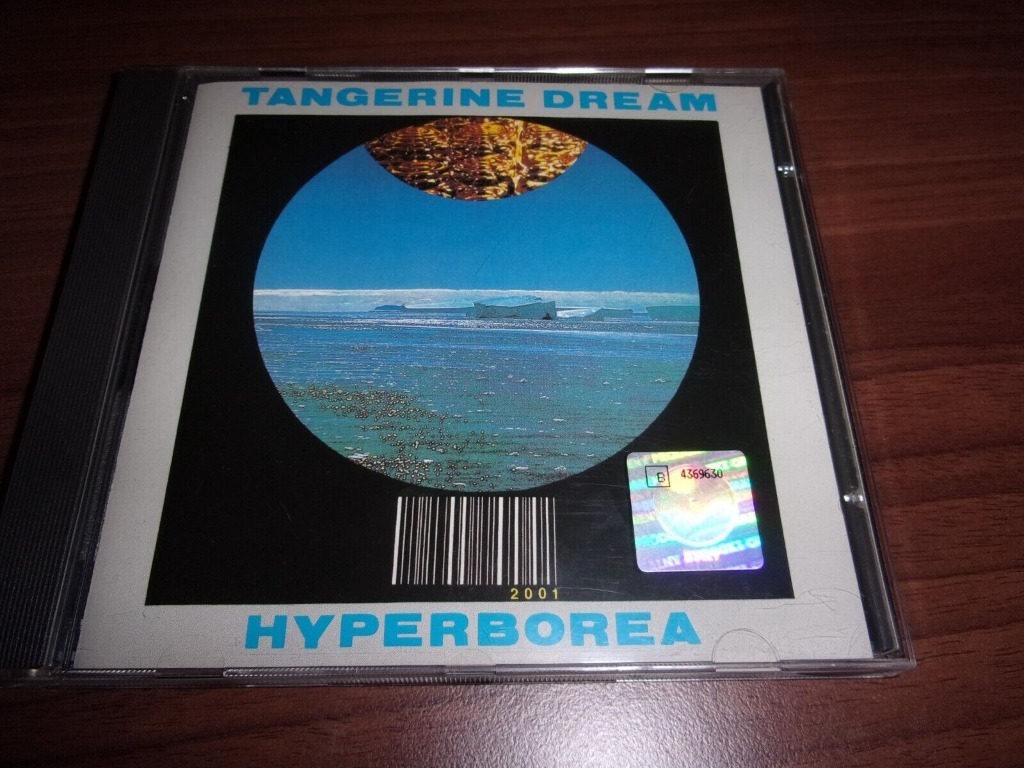 TANGERINE DREAM
B 4369630
2001
HYPERBOREA